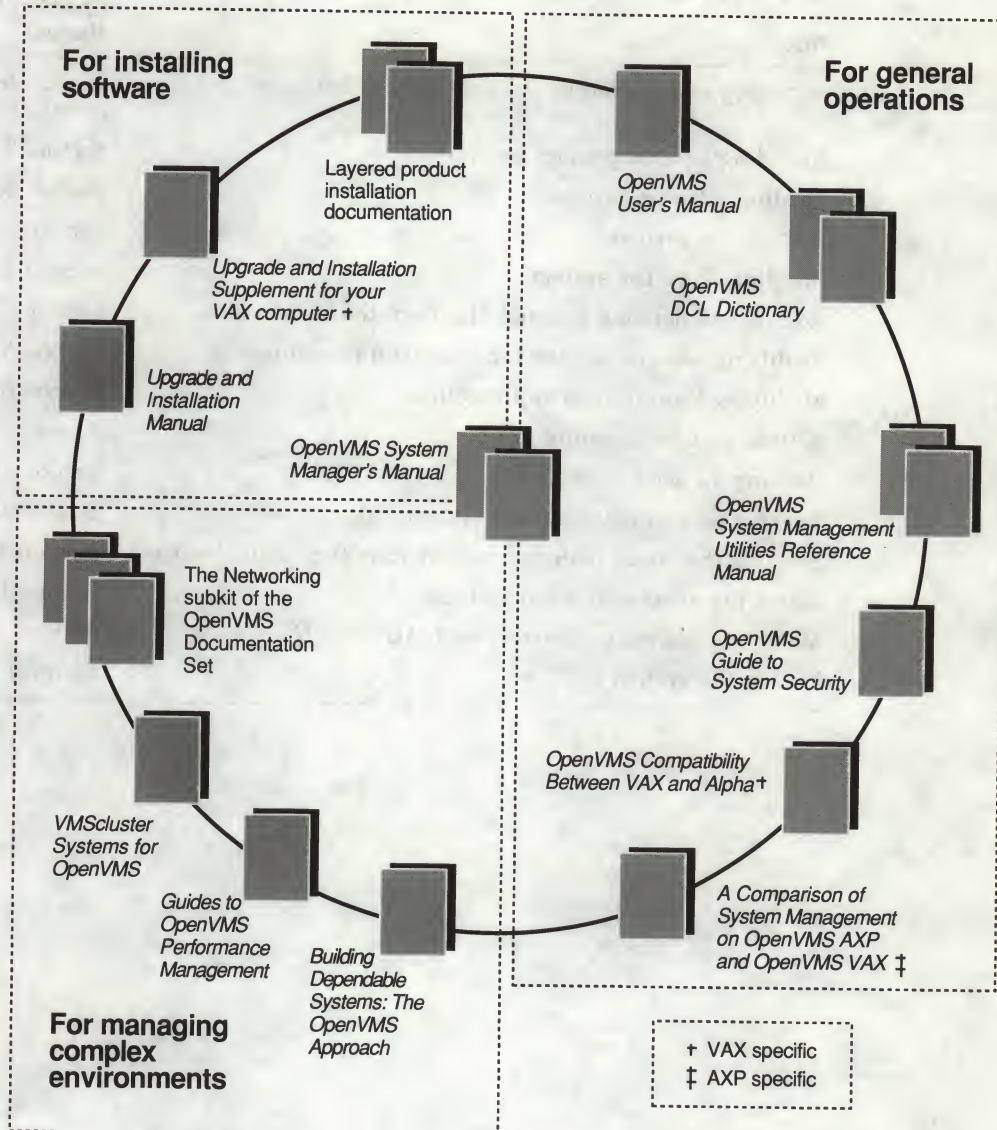 For installing
software
Layered product
installation
documentation
Upgrade and Installation
Supplement for your
VAX computer †
Upgrade and
Installation
Manual
OpenVMS System
Manager's Manual
For general
operations
OpenVMS
User's Manual
OpenVMS
DCL Dictionary
OpenVMS
System Management
Utilities Reference
Manual
OpenVMS
Guide to
System Security
OpenVMS Compatibility
Between VAX and Alpha †
A Comparison of
System Management
on OpenVMS AXP
and OpenVMS VAX ‡
The Networking
subkit of the
OpenVMS
Documentation
Set
VMScluster
Systems for
OpenVMS
Guides to
OpenVMS
Performance
Management
Building
Dependable
Systems: The
OpenVMS
Approach
For managing
complex
environments
† VAX specific
‡ AXP specific